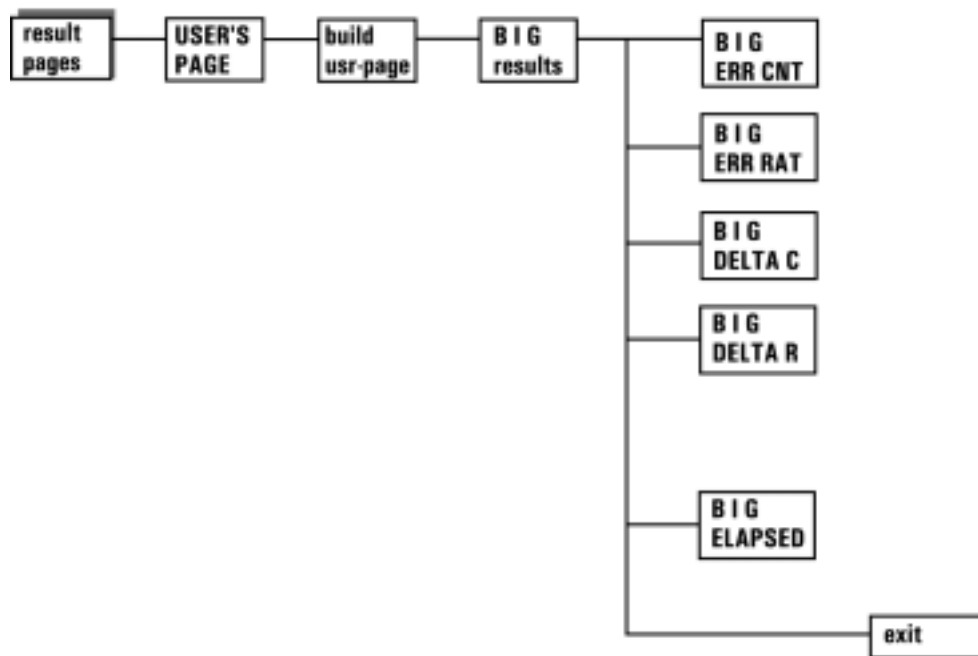 result
pages
USER'S
PAGE
build
usr-page
B I G
results
B I G
ERR CNT
B I G
ERR RAT
B I G
DELTA C
B I G
DELTA R
B I G
ELAPSED
exit